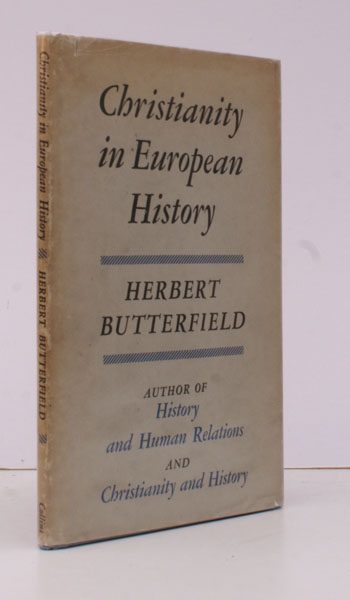 Christianity
in European
History
HERBERT
BUTTERFIELD
AUTHOR OF
History
and Human Relations
AND
Christianity and History
Christianity in European History HERBERT BUTTERFIELD Collins